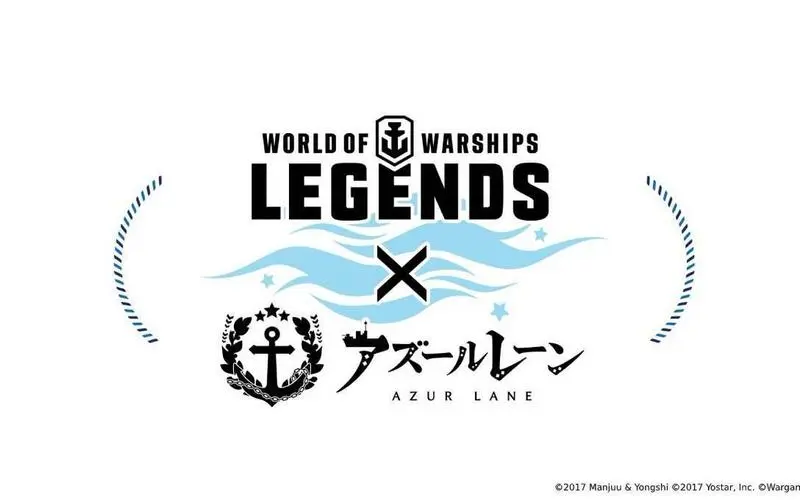 WORLD OF WARSHIPS
LEGENDS
X
アズールレーン
AZUR LANE
©2017 Manjuu & Yongshi ©2017 Yostar, Inc. ©Wargan